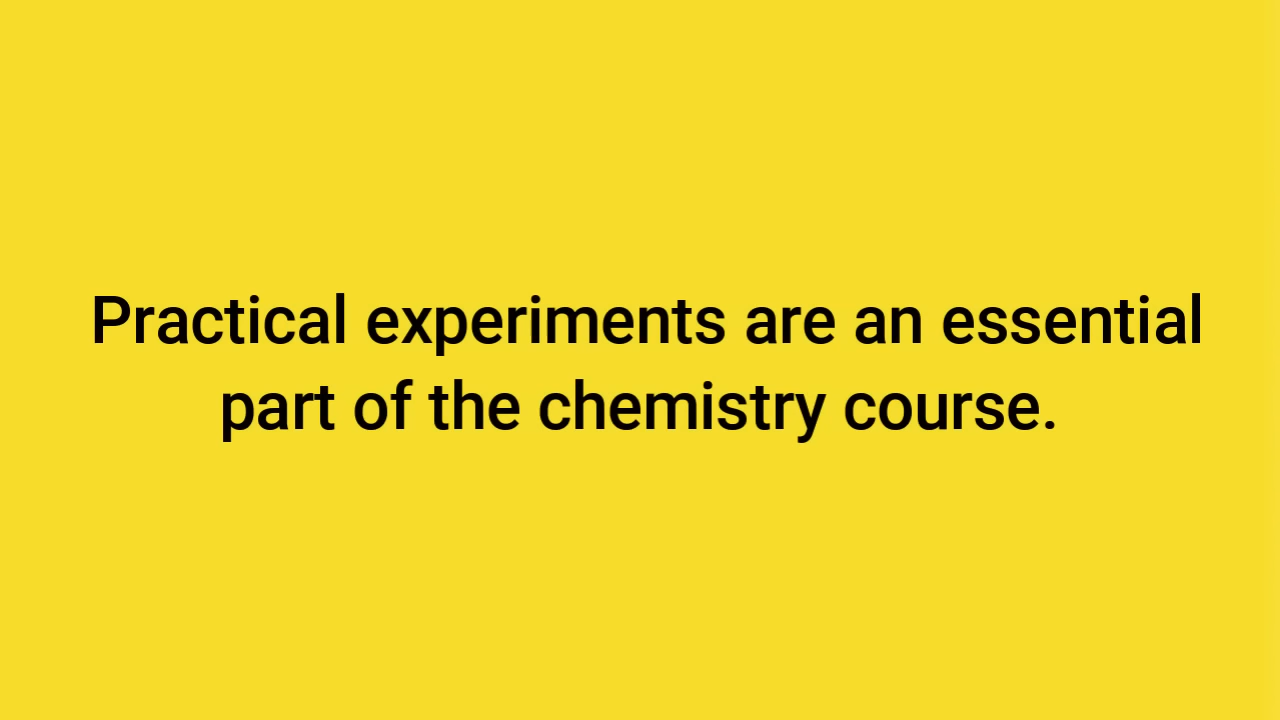 Practical experiments are an essential
part of the chemistry course.